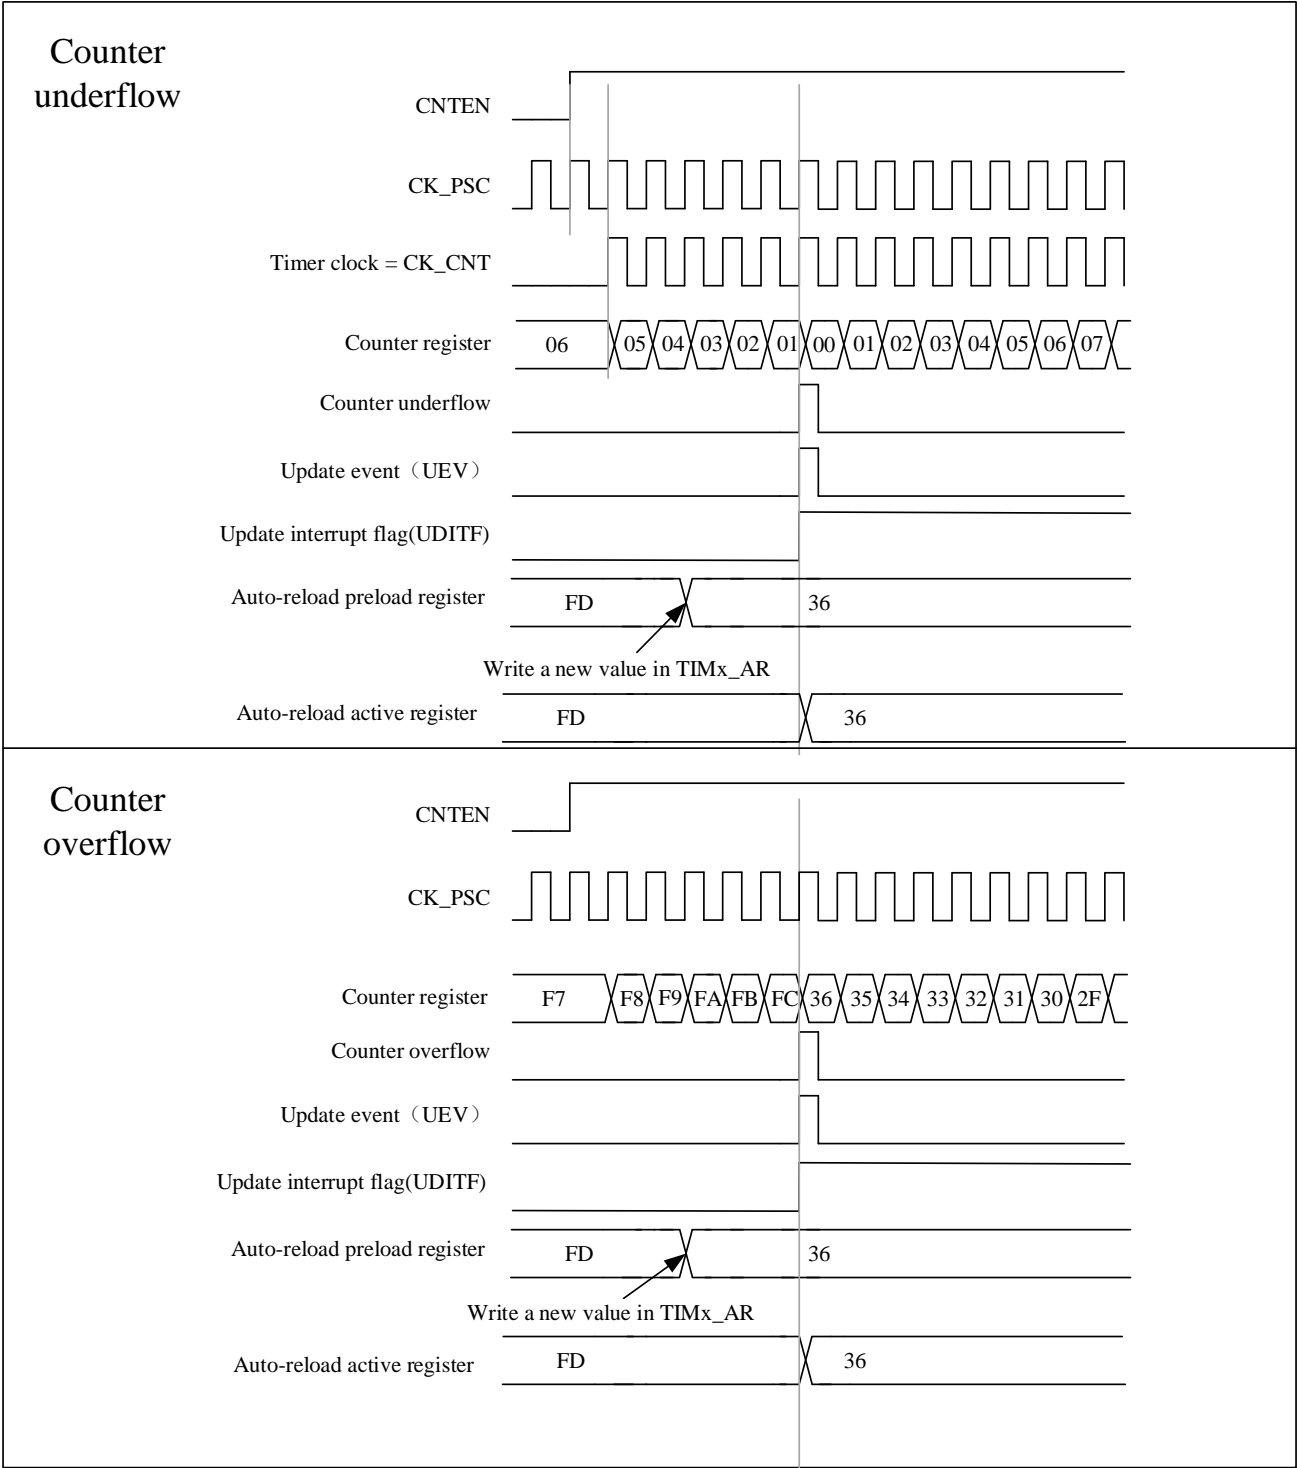 Counter
underflow
CNTEN
CK_PSC
Timer clock = CK_CNT
Counter register 06 05 04 03 02 01 00 01 02 03 04 05 06 07
Counter underflow
Update event（UEV）
Update interrupt flag(UDITF)
Auto-reload preload register FD 36
Write a new value in TIMx_AR
Auto-reload active register FD 36
Counter
overflow
CNTEN
CK_PSC
Counter register F7 F8 F9 FA FB FC 36 35 34 33 32 31 30 2F
Counter overflow
Update event（UEV）
Update interrupt flag(UDITF)
Auto-reload preload register FD 36
Write a new value in TIMx_AR
Auto-reload active register FD 36